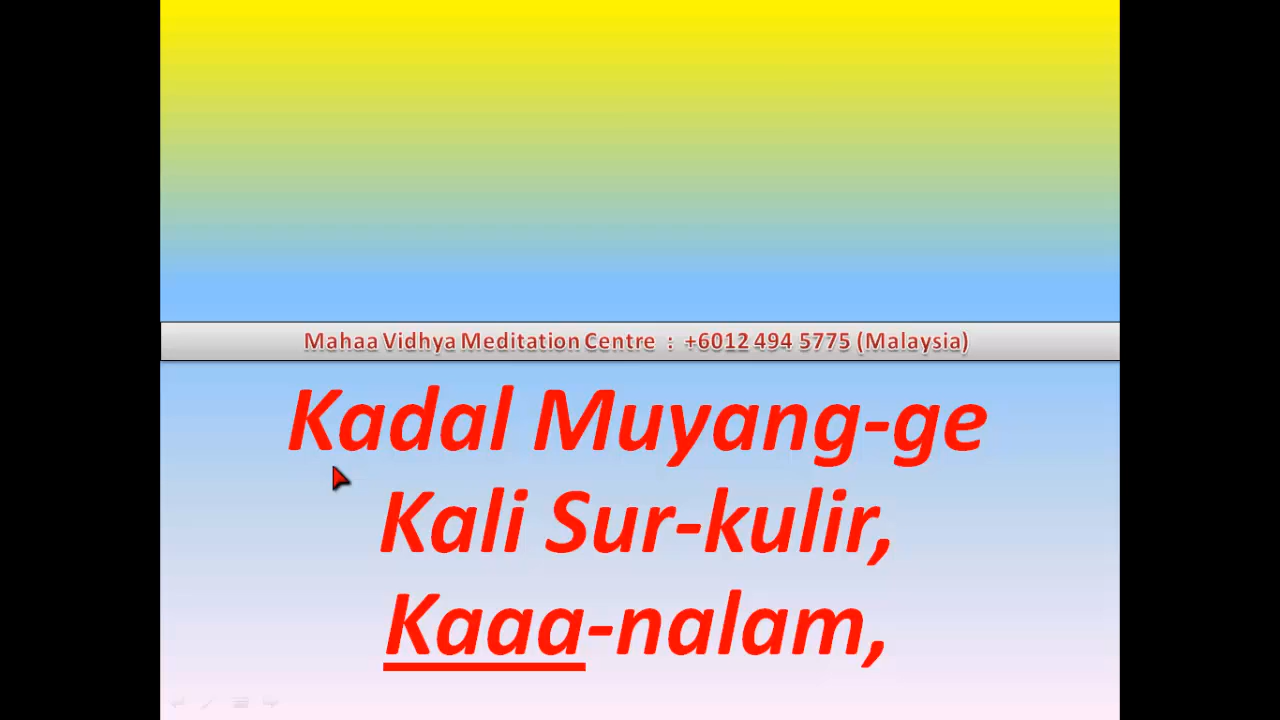 Mahaa Vidhya Meditation Centre : +6012 494 5775 (Malaysia)
Kadal Muyang-ge
Kali Sur-kulir,
Kaaa-nalam,